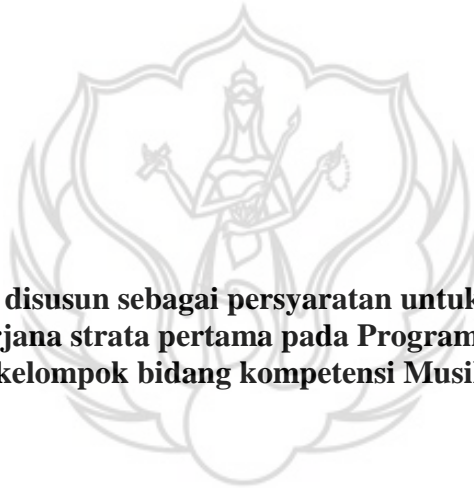 disusun sebagai persyaratan untuk
rjana strata pertama pada Program
kelompok bidang kompetensi Musi